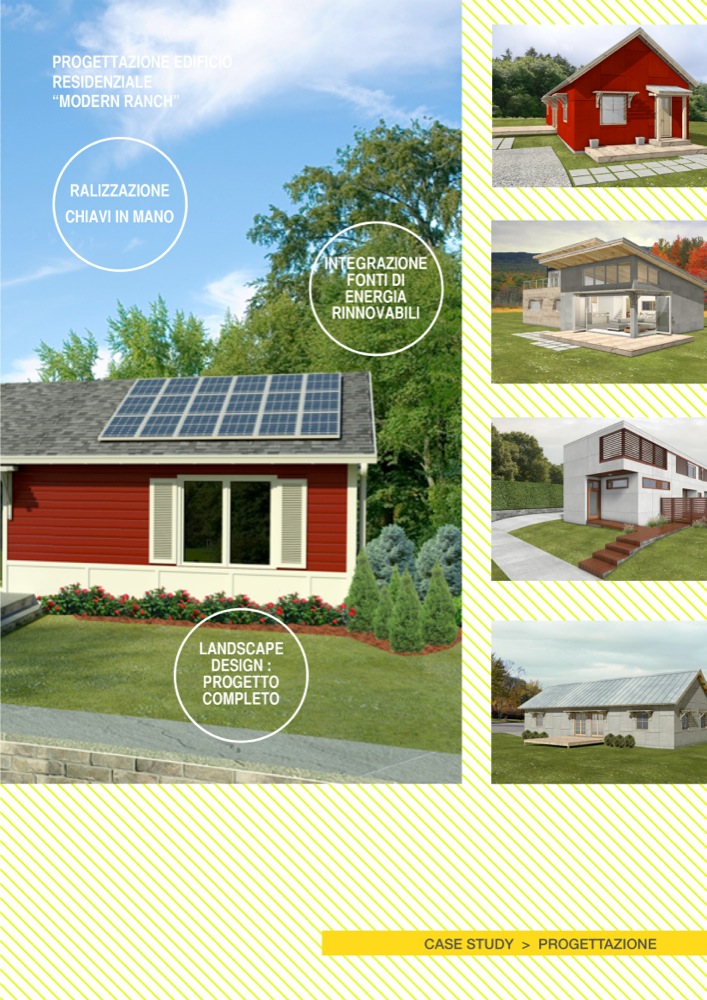 PROGETTAZIONE EDIFICIO
RESIDENZIALE
“MODERN RANCH”
RALIZZAZIONE
CHIAVI IN MANO
INTEGRAZIONE
FONTI DI
ENERGIA
RINNOVABILI
LANDSCAPE
DESIGN :
PROGETTO
COMPLETO
CASE STUDY > PROGETTAZIONE